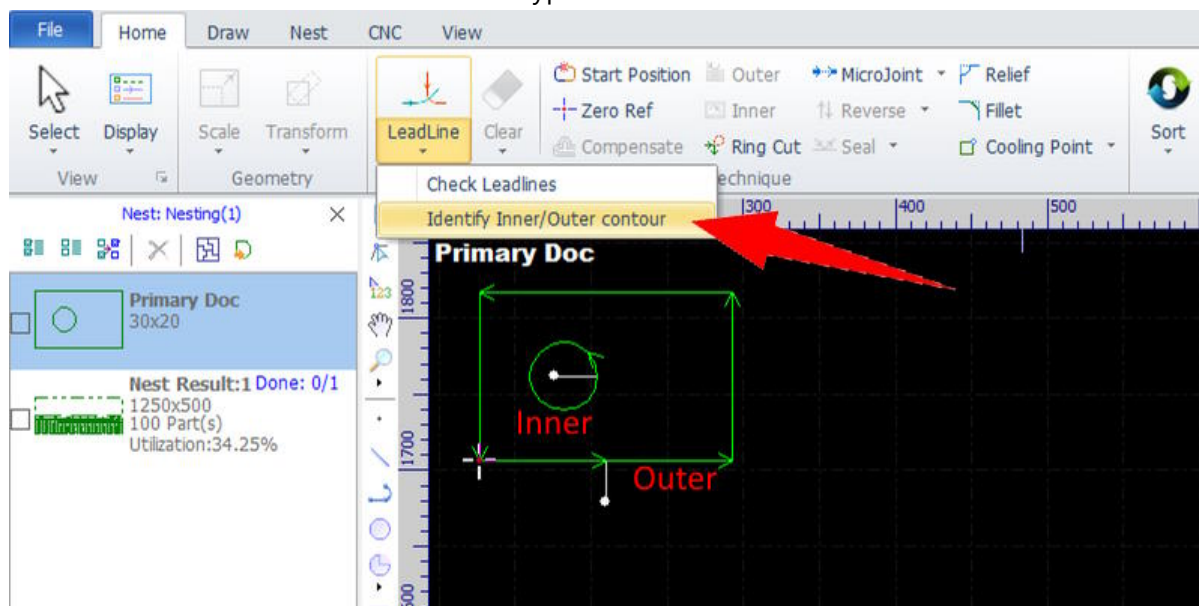 yp
File Home Draw Nest CNC View
Start Position Outer MicroJoint Relief
Zero Ref Inner Reverse Fillet
Select Display Scale Transform LeadLine Clear Compensate Ring Cut Seal Cooling Point Sort
View Geometry echnique
Check Leadlines
Identify Inner/Outer contour
Nest: Nesting(1)
300 400 500
Primary Doc
30x20
Nest Result:1 Done: 0/1
1250x500
100 Part(s)
Utilization:34.25%
123
Primary Doc
1800
Inner
1700
Outer